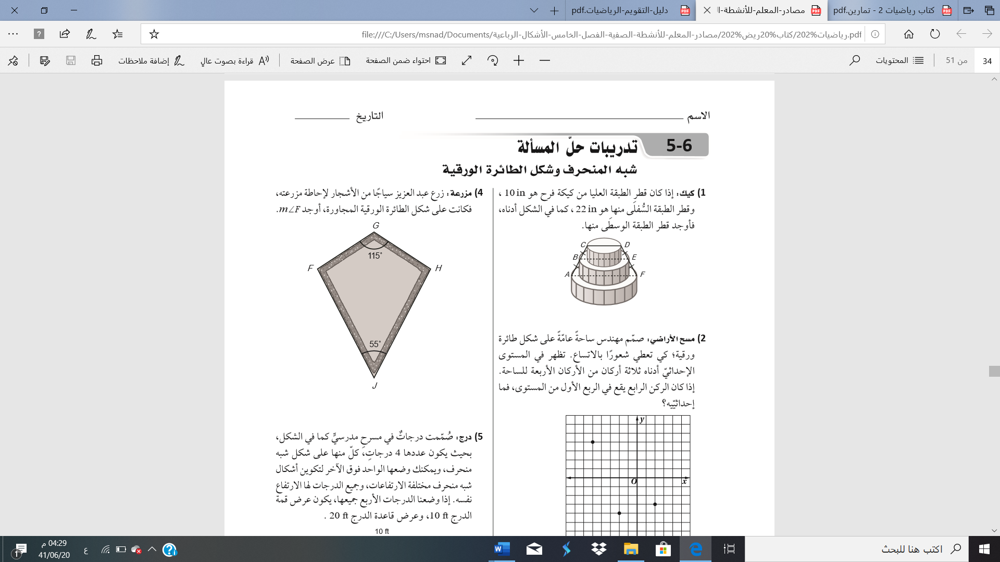 كتاب رياضيات 2 - تمارين.pdf
مصادر-المعلم-للأنشطة-ا
دليل-التقويم-الرياضيات.pdf
file:///C:/Users/msnad/Documents/رياضيات%202/كتاب%20ريض%202/مصادر-المعلم-للأنشطة-الصفية-الفصل-الخامس-الأشكال-الرباعية.pdf
34 من 51
المحتويات
احتواء ضمن الصفحة
عرض الصفحة
قراءة بصوت عالٍ
إضافة ملاحظات
الاسم
التاريخ
5-6 تدريبات حلّ المسألة
شبه المنحرف وشكل الطائرة الورقية
1) كيك: إذا كان قطر الطبقة العليا من كيكة فرح هو 10 in ،
وقطر الطبقة السُّفلَى منها هو 22 in ، كما في الشكل أدناه،
فأوجد قطر الطبقة الوسطَى منها.
C D
B E
A F
2) مسح الأراضي: صمّم مهندس ساحةً عامّةً على شكل طائرة
ورقية؛ كي تعطي شعورًا بالاتساع. تظهر في المستوى
الإحداثيّ أدناه ثلاثة أركان من الأركان الأربعة للساحة.
إذا كان الركن الرابع يقع في الربع الأول من المستوى، فما
إحداثيّيه؟
y
O x
4) مزرعة: زرع عبد العزيز سياجًا من الأشجار لإحاطة مزرعته،
فكانت على شكل الطائرة الورقية المجاورة، أوجد m∠F.
G
115°
F H
55°
J
5) درج: صُمّمت درجاتٌ في مسرحٍ مدرسيٍّ كما في الشكل،
بحيث يكون عددها 4 درجاتٍ، كلّ منها على شكل شبه
منحرف، ويمكنك وضعها الواحد فوق الآخر لتكوين أشكال
شبه منحرف مختلفة الارتفاعات، وجميع الدرجات لها الارتفاع
نفسه. إذا وضعنا الدرجات الأربع جميعها، يكون عرض قمة
الدرج 10 ft، وعرض قاعدة الدرج 20 ft .
10 ft
اكتب هنا للبحث
ع
04:29 م
41/06/20
1